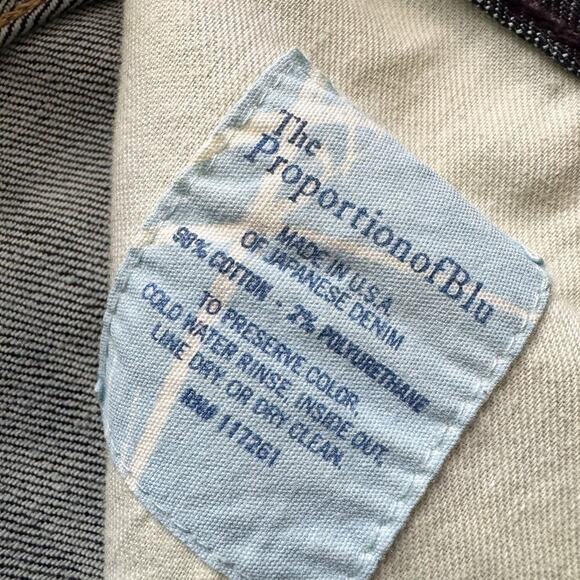 The
ProportionofBlu
MADE IN U.S.A.
OF JAPANESE DENIM
98% COTTON - 2% POLYURETHANE
TO PRESERVE COLOR,
COLD WATER RINSE, INSIDE OUT,
LINE DRY. OR DRY CLEAN.
RN# 117261